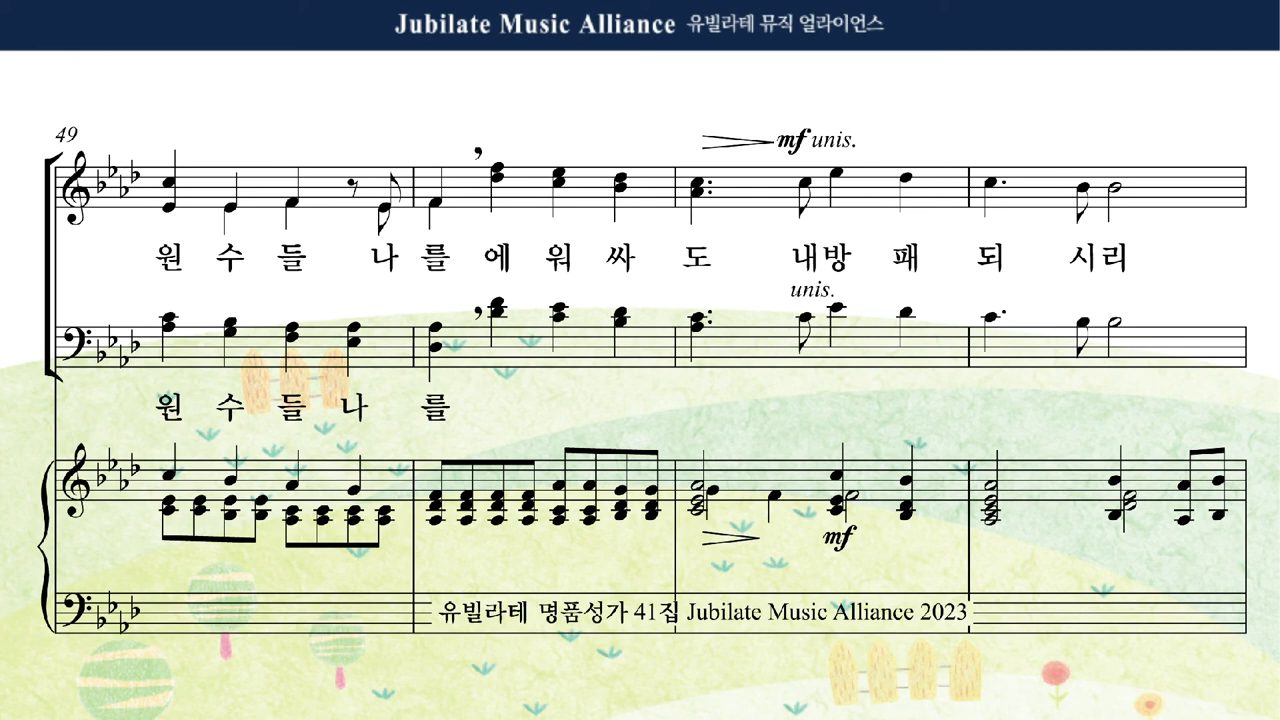 Jubilate Music Alliance 유빌라테 뮤직 얼라이언스
49
mf unis.
원 수 들 나 를 에 워 싸 도 내 방 패 되 시 리
unis.
원 수 들 나 를
mf
유빌라테 명품성가 41집 Jubilate Music Alliance 2023